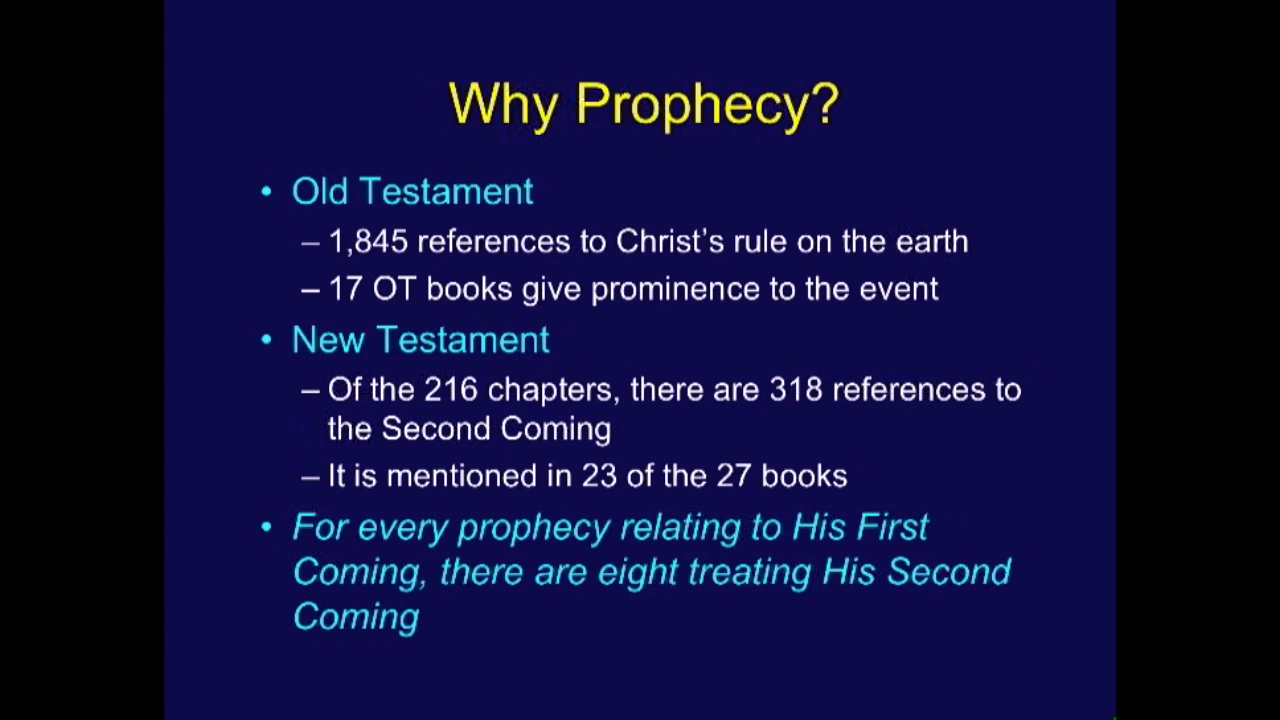 Why Prophecy?
• Old Testament
– 1,845 references to Christ’s rule on the earth
– 17 OT books give prominence to the event
• New Testament
– Of the 216 chapters, there are 318 references to
the Second Coming
– It is mentioned in 23 of the 27 books
• For every prophecy relating to His First
Coming, there are eight treating His Second
Coming